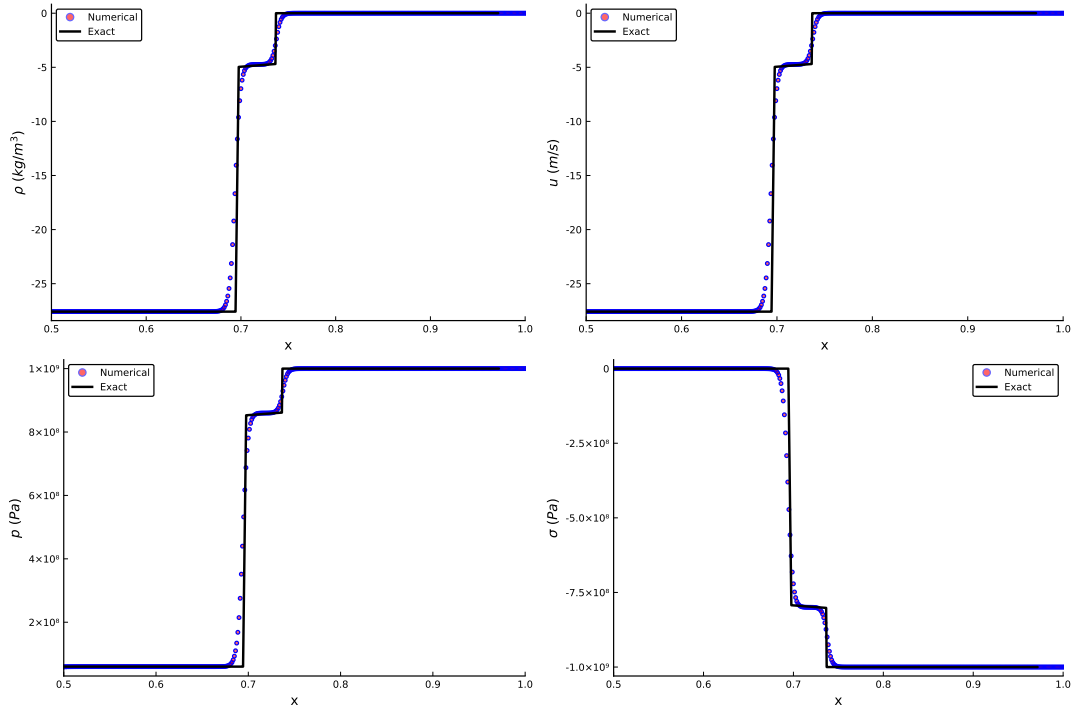 Numerical
Exact
0
-5
-10
-15
-20
-25
ρ (kg/m³)
0.5 0.6 0.7 0.8 0.9 1.0
x
Numerical
Exact
0
-5
-10
-15
-20
-25
u (m/s)
0.5 0.6 0.7 0.8 0.9 1.0
x
Numerical
Exact
1×10⁹
8×10⁸
6×10⁸
4×10⁸
2×10⁸
p (Pa)
0.5 0.6 0.7 0.8 0.9 1.0
x
Numerical
Exact
0
-2.5×10⁸
-5.0×10⁸
-7.5×10⁸
-1.0×10⁹
σ (Pa)
0.5 0.6 0.7 0.8 0.9 1.0
x